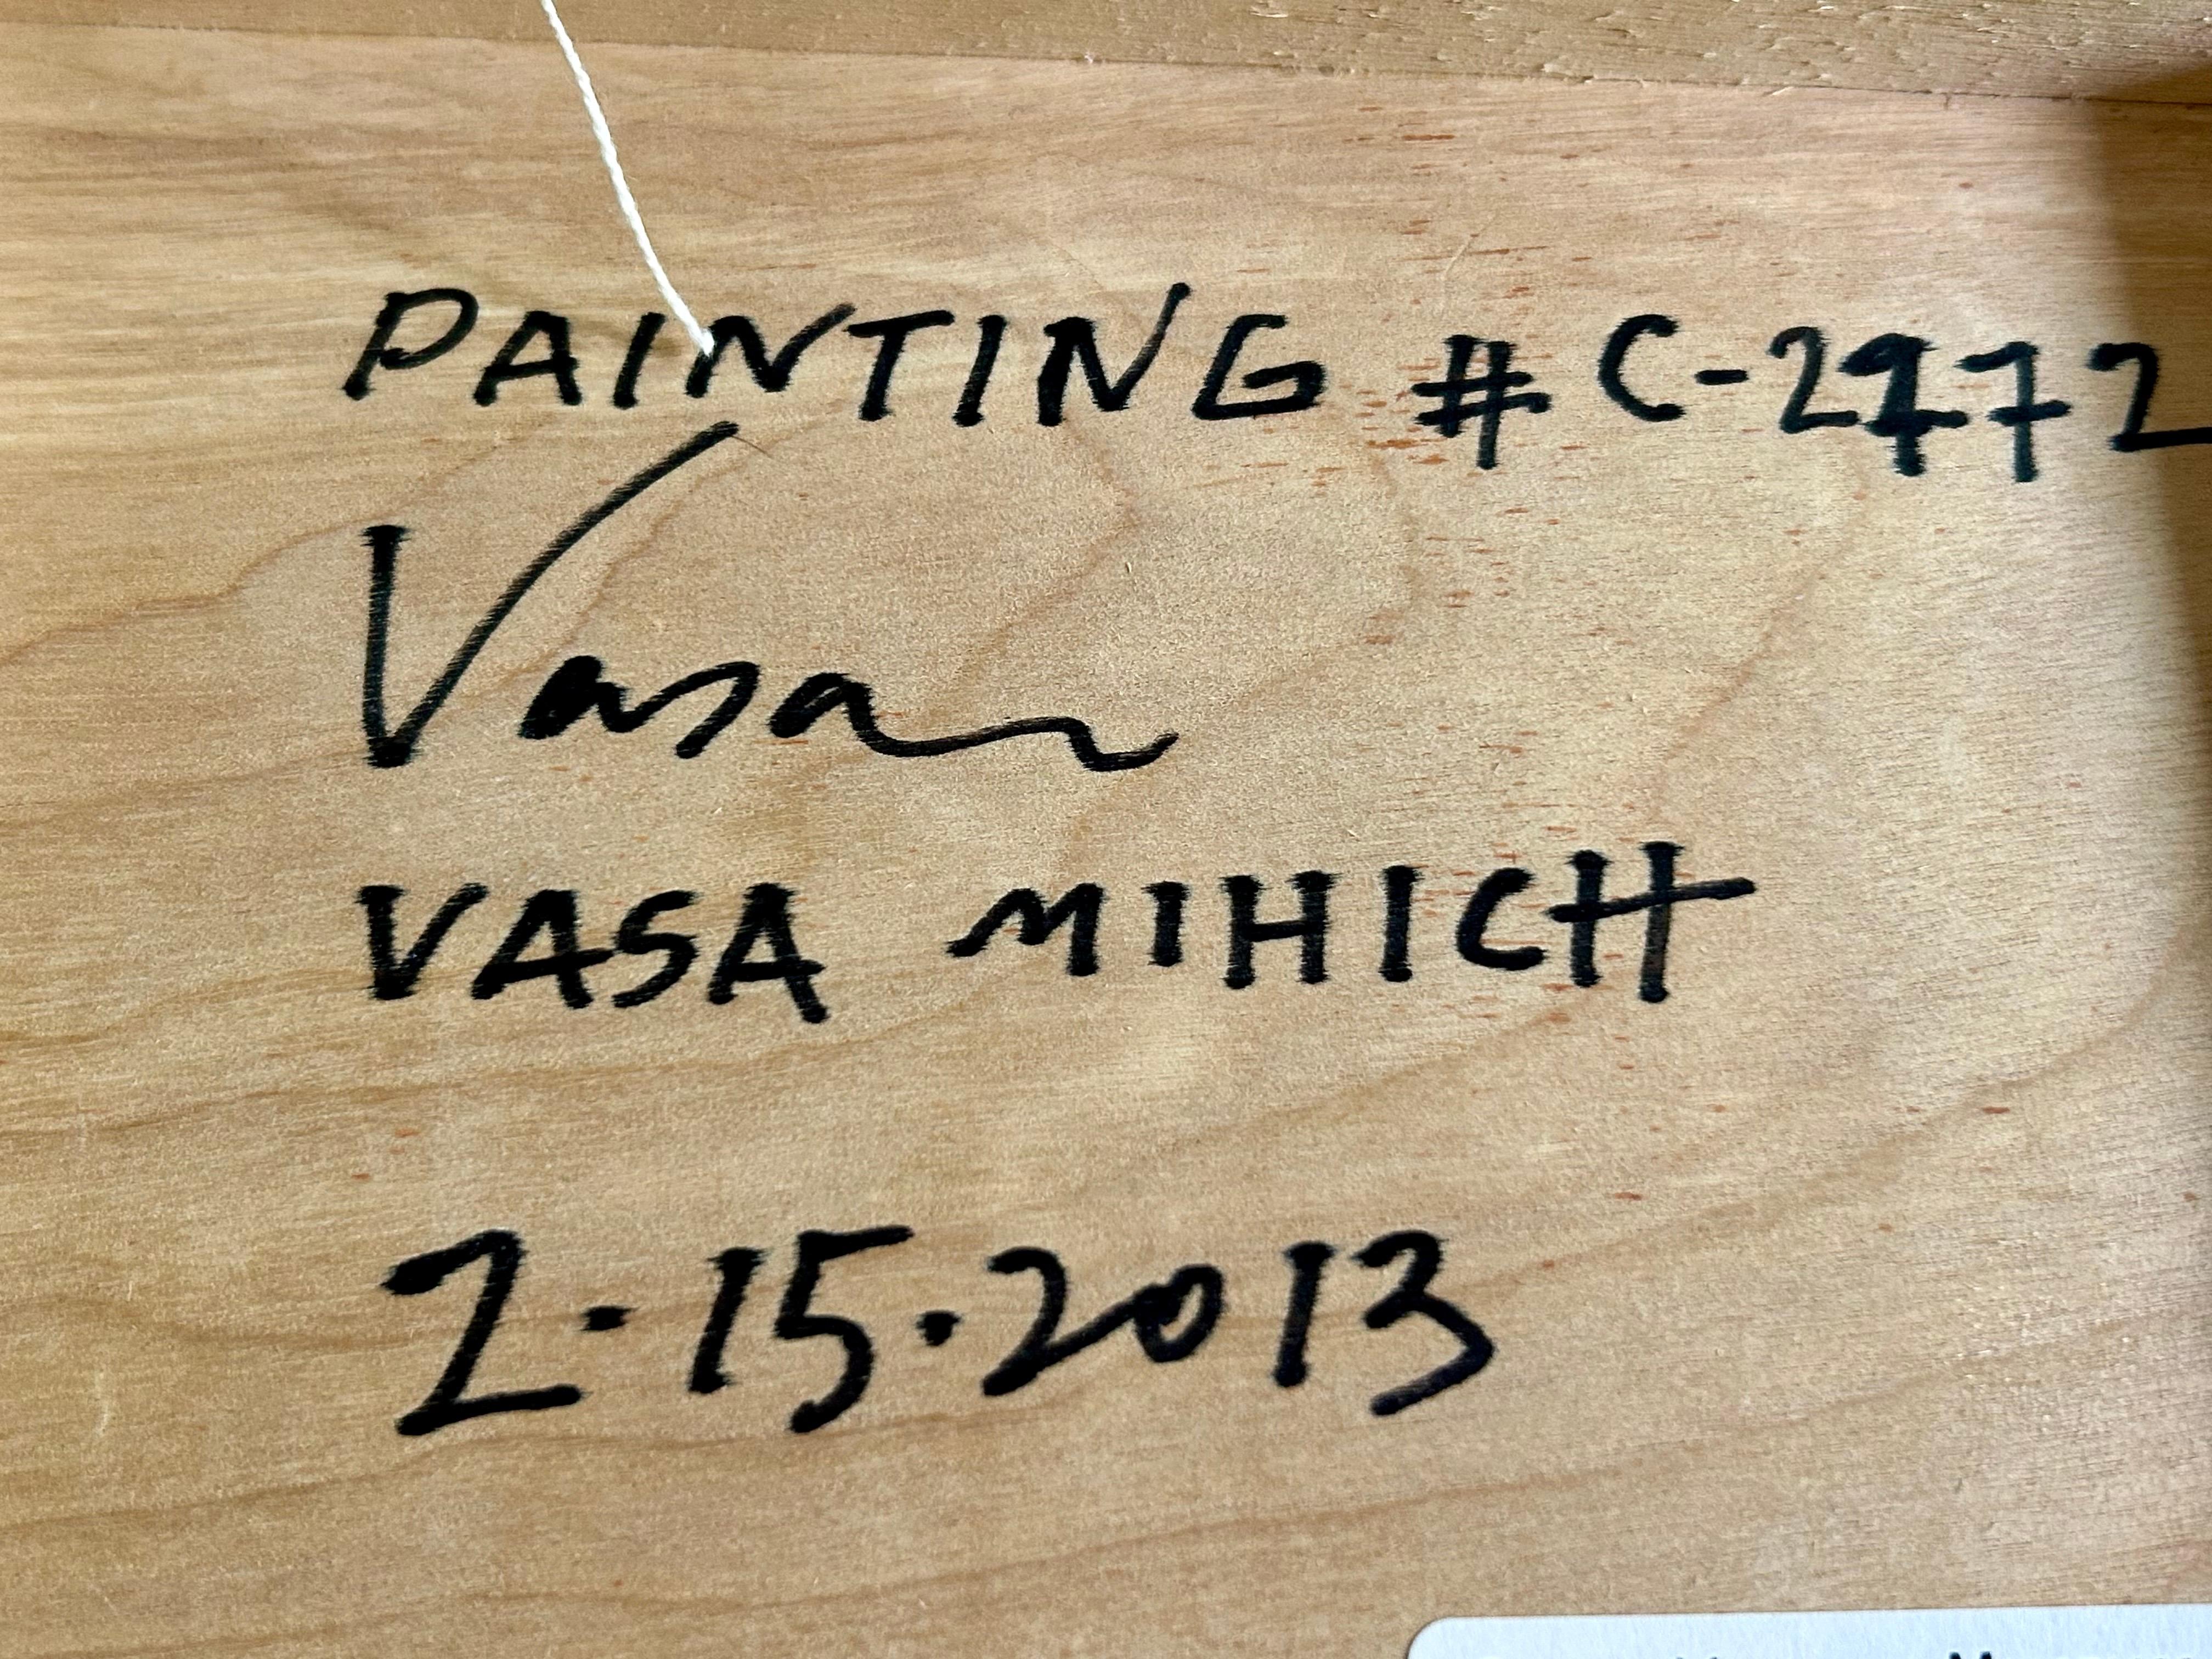 PAINTING # C-2472
Vasa
VASA MIHICH
2·15·2013